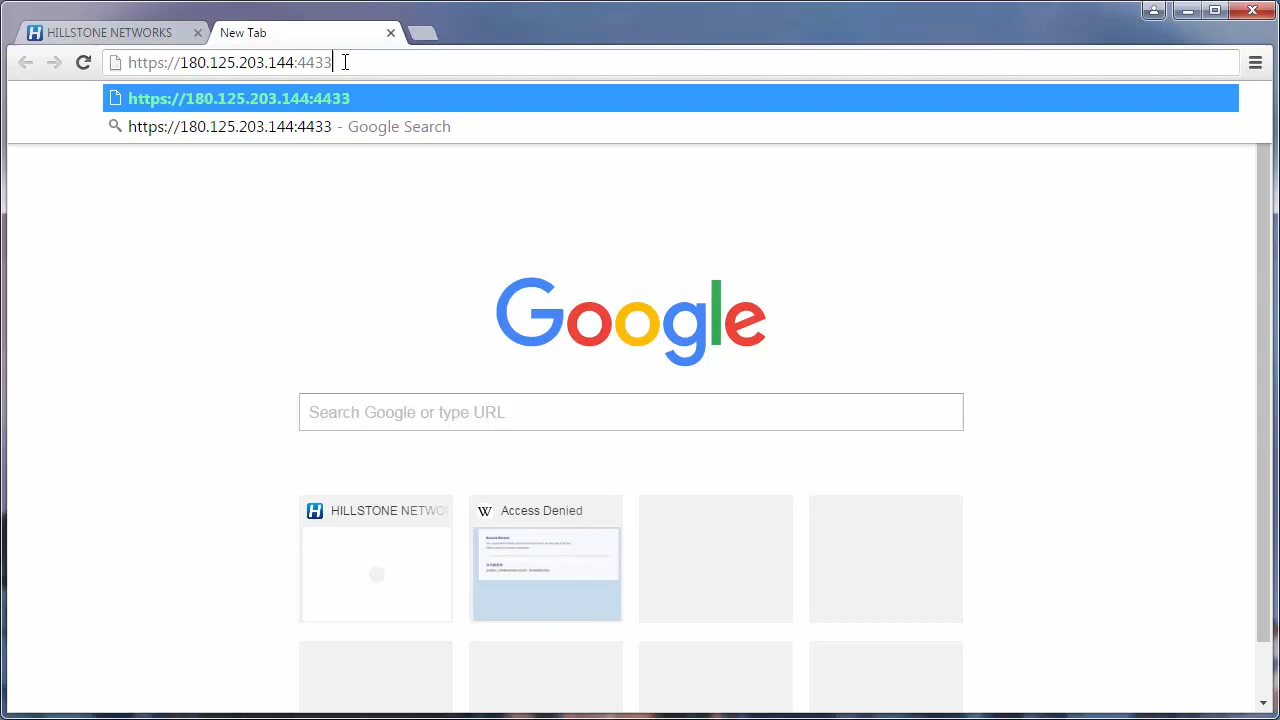 HILLSTONE NETWORKS
New Tab
https://180.125.203.144:4433
https://180.125.203.144:4433
https://180.125.203.144:4433 - Google Search
Google
Search Google or type URL
HILLSTONE NETWO
Access Denied